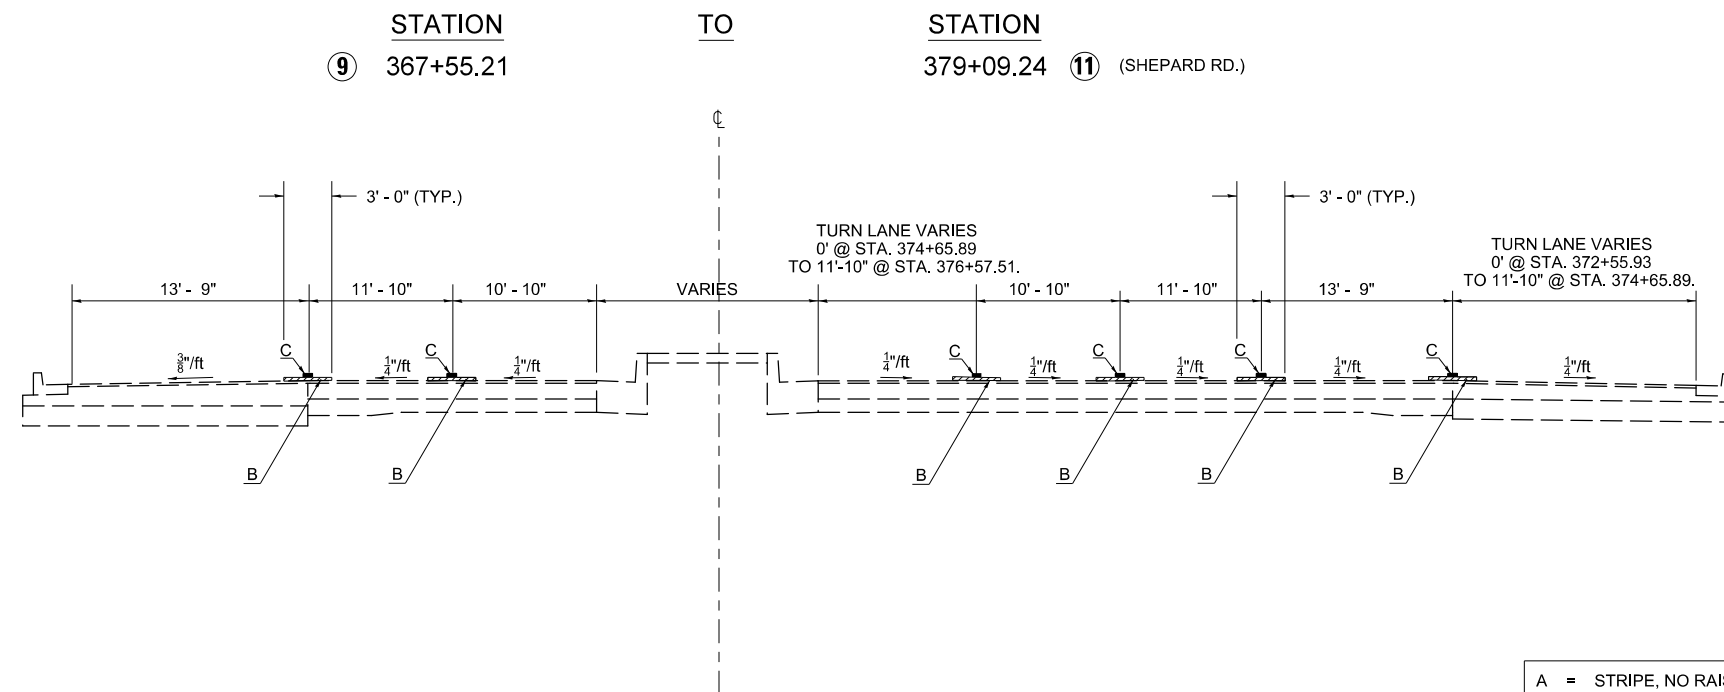 STATION TO STATION
9 367+55.21 379+09.24 11 (SHEPARD RD.)
℄
3' - 0" (TYP.) 3' - 0" (TYP.)
TURN LANE VARIES
0' @ STA. 374+65.89
TO 11'-10" @ STA. 376+57.51.
TURN LANE VARIES
0' @ STA. 372+55.93
TO 11'-10" @ STA. 374+65.89.
13' - 9" 11' - 10" 10' - 10" VARIES 10' - 10" 11' - 10" 13' - 9"
C C C C C C
3/8"/ft 1/4"/ft 1/4"/ft 1/4"/ft 1/4"/ft 1/4"/ft 1/4"/ft 1/4"/ft
B B B B B B
A = STRIPE, NO